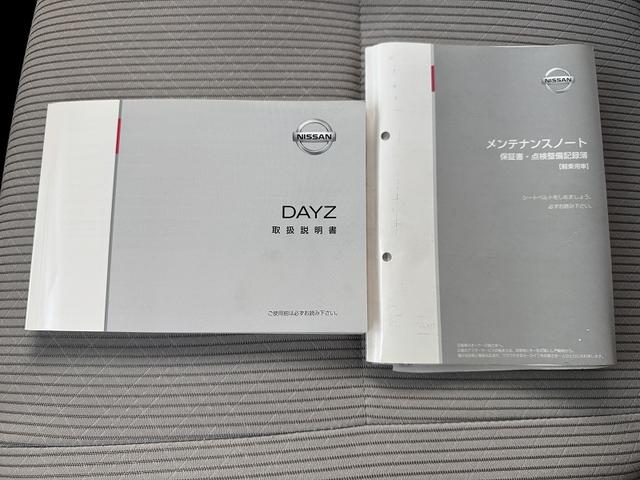 NISSAN
DAYZ
取扱説明書
ご使用前は必ずお読み下さい。
NISSAN
メンテナンスノート
保証書・点検整備記録簿
【軽乗用車】
シートベルトをしめましょう。
必ずお読み下さい。